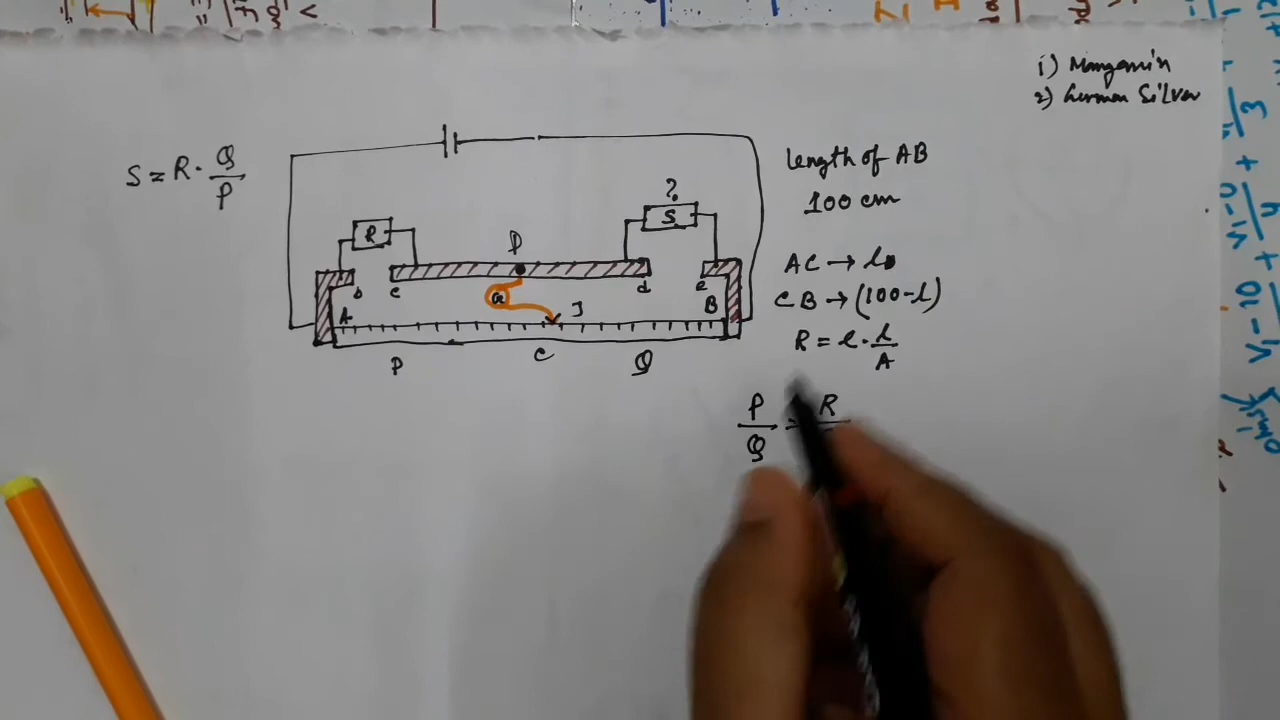 1) Manganin
2) German Silver
S = R · Q/P
length of AB
100 cm
?
R
S
D
b
c
d
e
G
J
A
B
P
C
Q
AC → l
CB → (100-l)
R = ℓ · l/A
P/Q = R